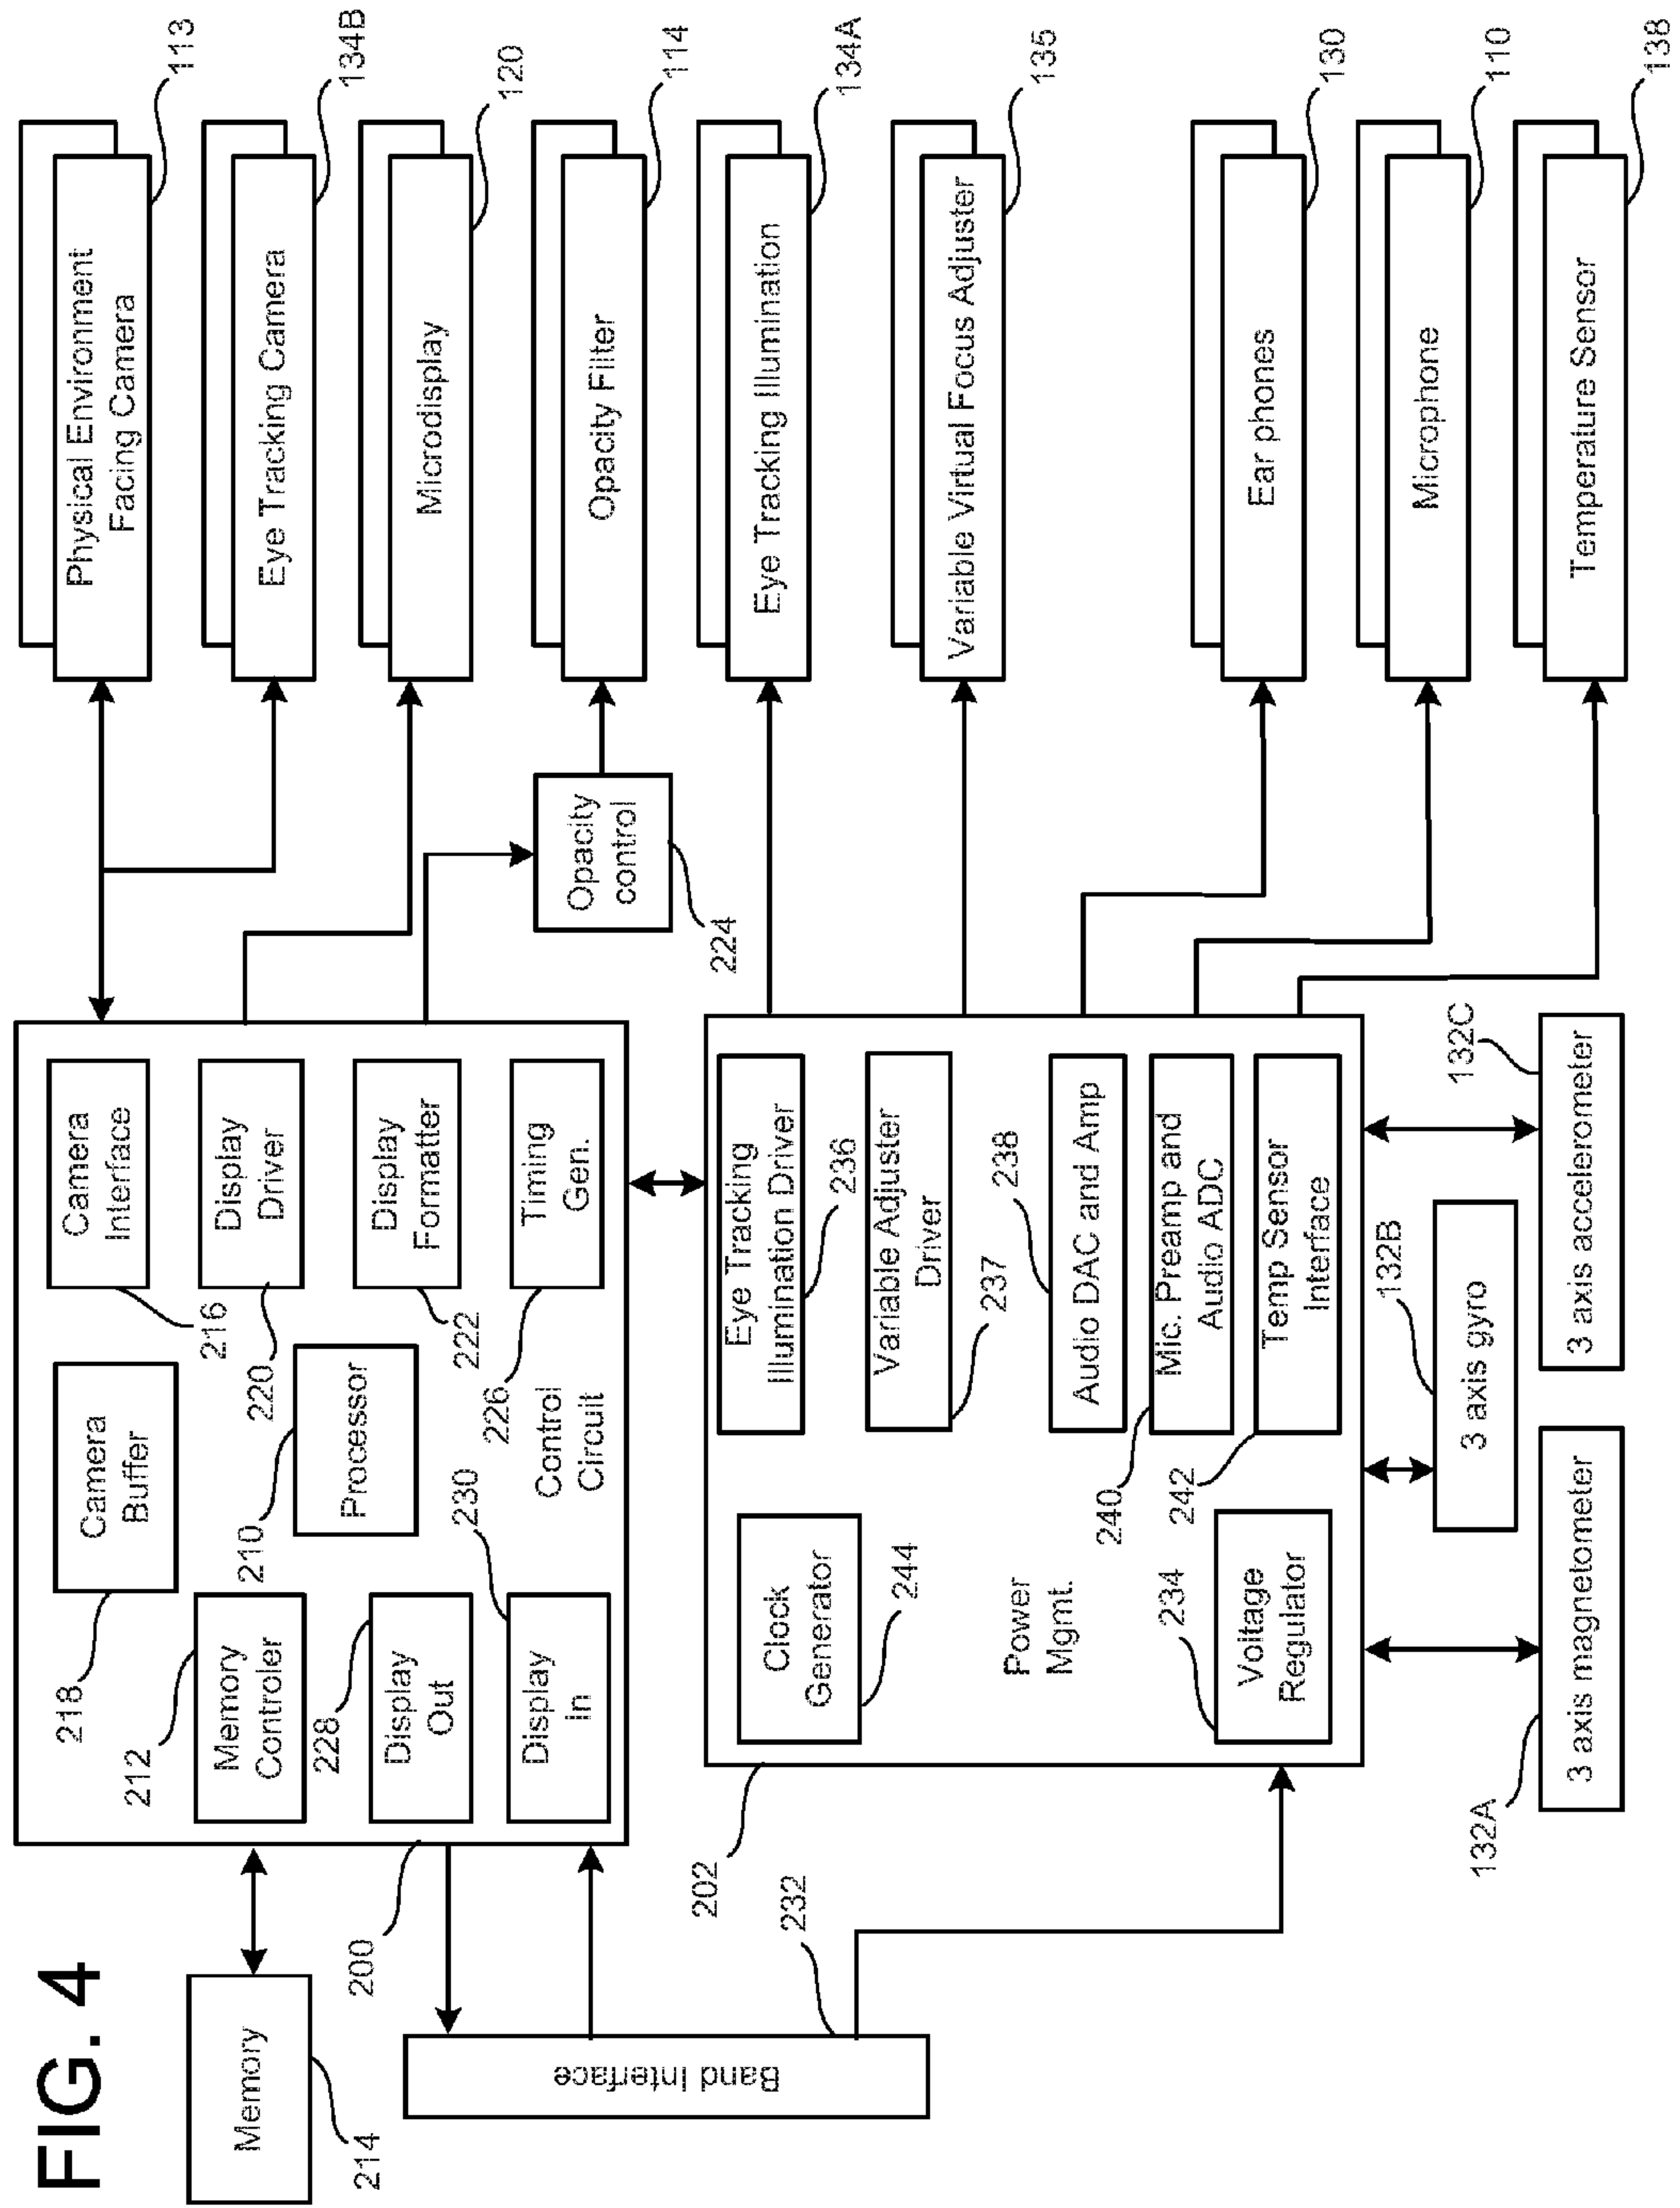 FIG. 4
Memory
214
Band Interface
232
200
Memory
Controler
212
Camera
Buffer
218
Camera
Interface
216
Display
Driver
220
Processor
210
Display
Formatter
222
Display
Out
228
Display
In
230
Timing
Gen.
226
Control
Circuit
Opacity
control
224
Physical Environment
Facing Camera
113
Eye Tracking Camera
134B
Microdisplay
120
Opacity Filter
114
Eye Tracking Illumination
134A
Variable Virtual Focus Adjuster
135
Ear phones
130
Microphone
110
Temperature Sensor
138
202
Clock
Generator
244
Power
Mgmt.
Voltage
Regulator
234
Eye Tracking
Illumination Driver
236
Variable Adjuster
Driver
237
Audio DAC and Amp
238
Mic. Preamp and
Audio ADC
240
Temp Sensor
Interface
242
3 axis magnetometer
132A
3 axis gyro
132B
3 axis accelerometer
132C